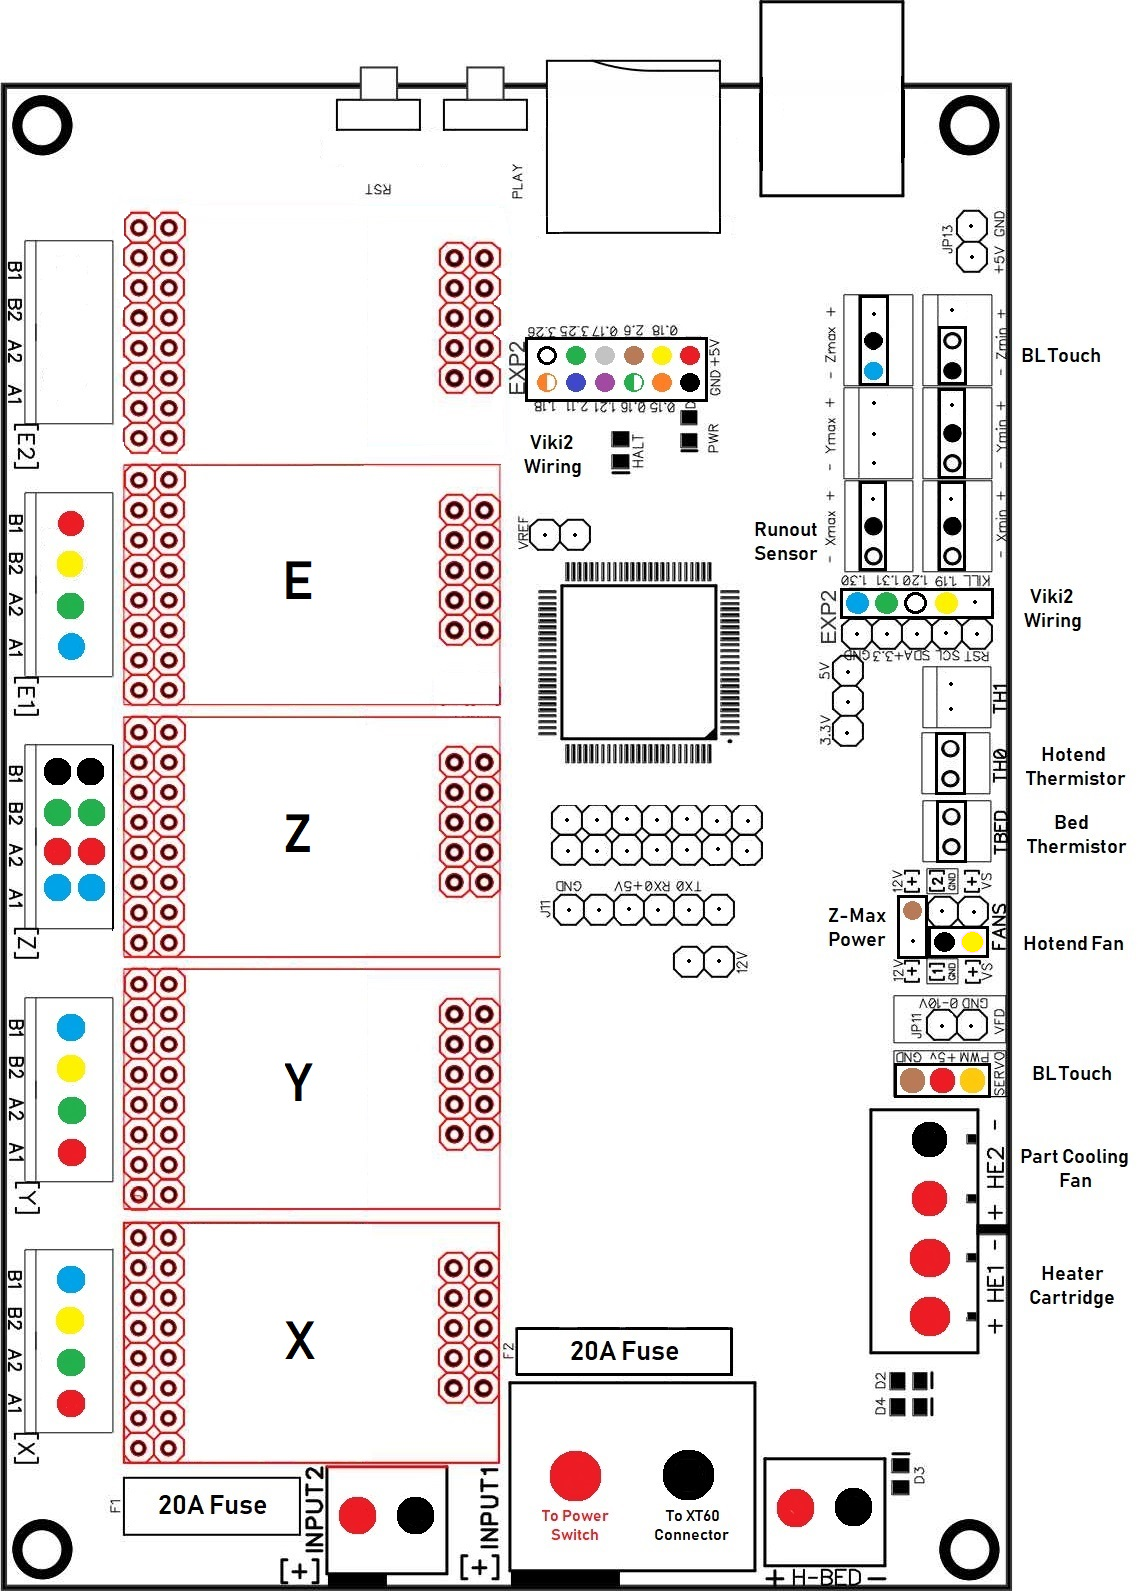 RST
PLAY
JP13
+5V GND
B1 B2 A2 A1
[E2]
EXP2
3.26 3.25 0.17 2.6 0.18
+5V
GND
1.18 2.11 1.21 0.16 0.15
Viki2
Wiring
HALT
PWR
D
- Zmax +
- Zmin +
BLTouch
- Ymax +
- Ymin +
- Xmax +
- Xmin +
Runout
Sensor
B1 B2 A2 A1
[E1]
E
VREF
EXP2
1.30 1.31 1.20 1.19 KILL
Viki2
Wiring
GND +3.3 SDA SCL RST
5V
3.3V
TH1
TH0
Hotend
Thermistor
TBED
Bed
Thermistor
B1 B2 A2 A1
[Z]
Z
J11
GND +5V RX0 TX0
12V
12V [+] [2] GND [+] VS
FANS
Z-Max
Power
Hotend Fan
12V [+] [1] GND [+] VS
0-10V GND
JP11
VFD
GND +5v PWM
SERVO
BLTouch
B1 B2 A2 A1
[Y]
Y
+ HE2 -
Part Cooling
Fan
+ HE1 -
Heater
Cartridge
B1 B2 A2 A1
[X]
X
F2
20A Fuse
D2
D4
D3
F1
20A Fuse
INPUT2
[+]
INPUT1
[+]
To Power
Switch
To XT60
Connector
+ H-BED -